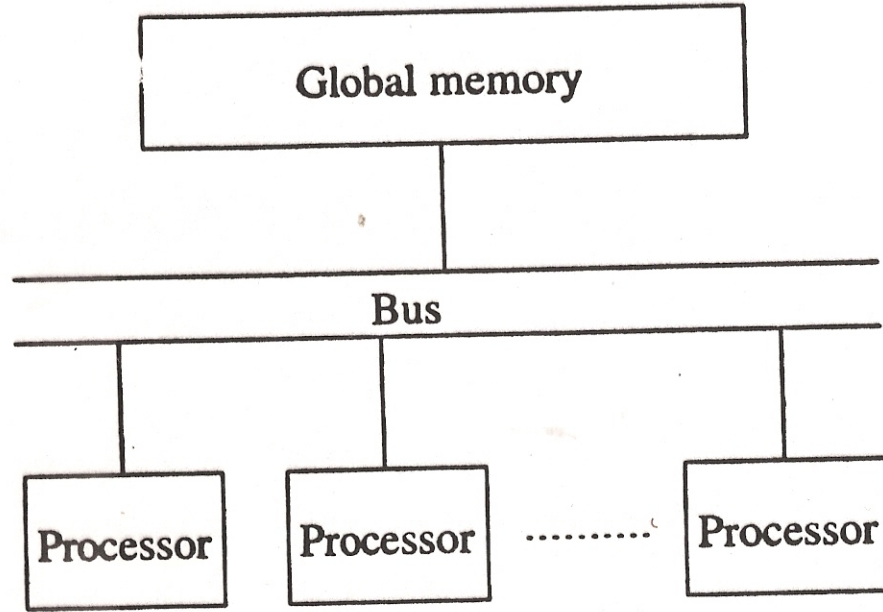 Global memory
Bus
Processor Processor ........... Processor